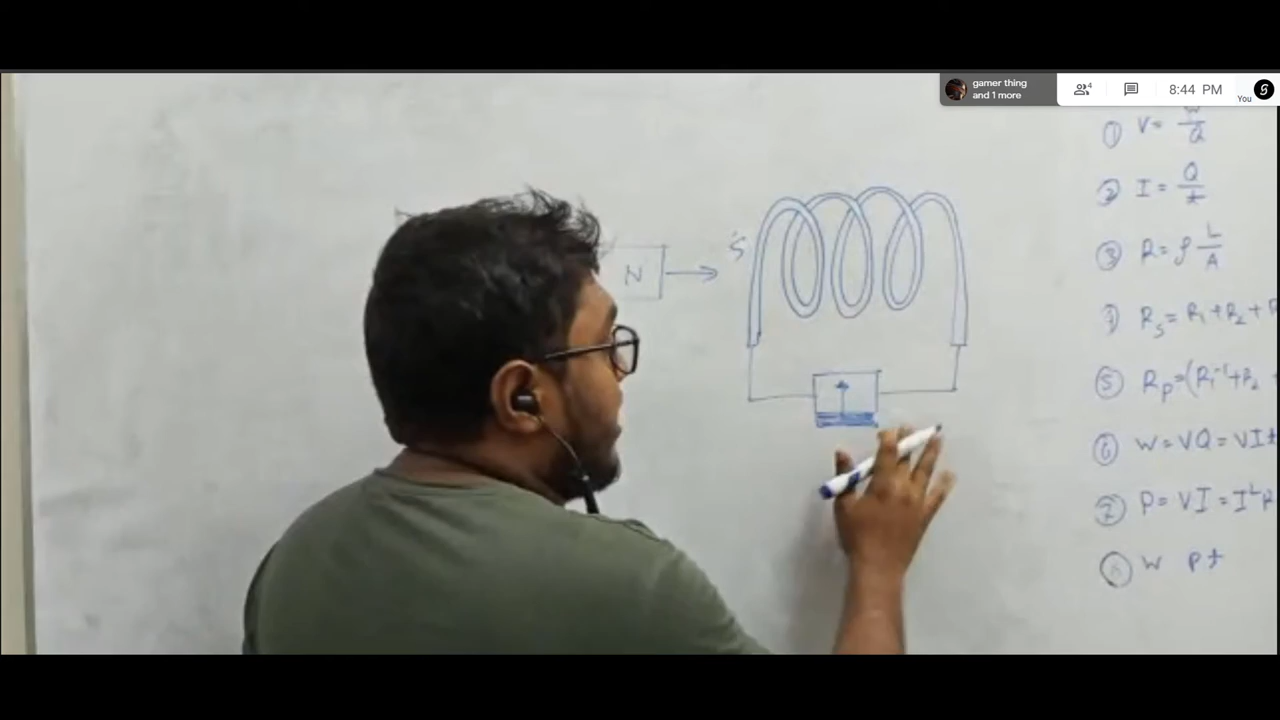 gamer thing
and 1 more
4
8:44 PM
You
N
S
① V = W/Q
② I = Q/t
③ R = ρ L/A
④ Rs = R1 + R2 +
⑤ Rp = (R1⁻¹ + R2
⑥ W = VQ = VIt
⑦ P = VI = I²R
⑧ W Pt